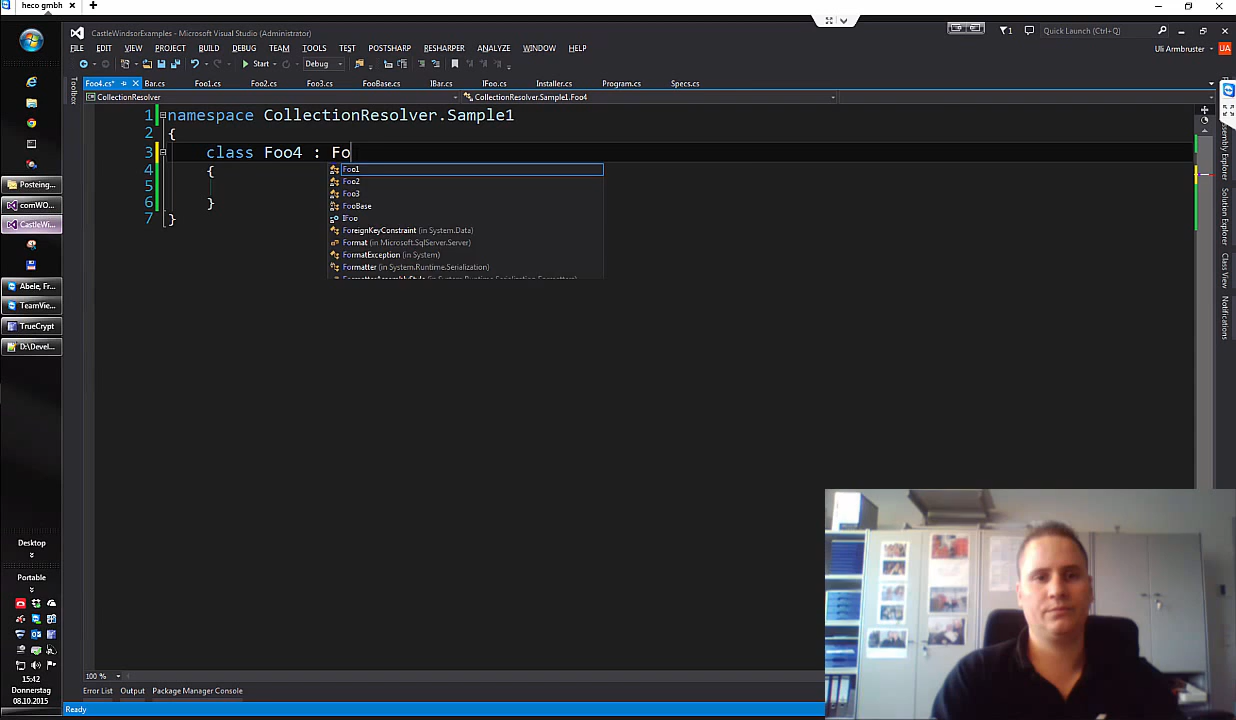 heco gmbh
CastleWindsorExamples - Microsoft Visual Studio (Administrator)
Quick Launch (Ctrl+Q)
FILE EDIT VIEW PROJECT BUILD DEBUG TEAM TOOLS TEST POSTSHARP RESHARPER ANALYZE WINDOW HELP
Uli Armbruster UA
Start Debug
Foo4.cs* Bar.cs Foo1.cs Foo2.cs Foo3.cs FooBase.cs IBar.cs IFoo.cs Installer.cs Program.cs Specs.cs
CollectionResolver CollectionResolver.Sample1.Foo4
Toolbox
1 namespace CollectionResolver.Sample1
2 {
3 class Foo4 : Fo
4 {
5
6 }
7 }
Foo1
Foo2
Foo3
FooBase
IFoo
ForeignKeyConstraint (in System.Data)
Format (in Microsoft.SqlServer.Server)
FormatException (in System)
Formatter (in System.Runtime.Serialization)
Assembly Explorer
Solution Explorer
Class View
Notifications
Posteing...
comWO...
CastleWi...
Abele, Fr...
TeamVie...
TrueCrypt
D:\Devel...
Desktop
Portable
15:42
Donnerstag
08.10.2015
100 %
Error List Output Package Manager Console
Ready